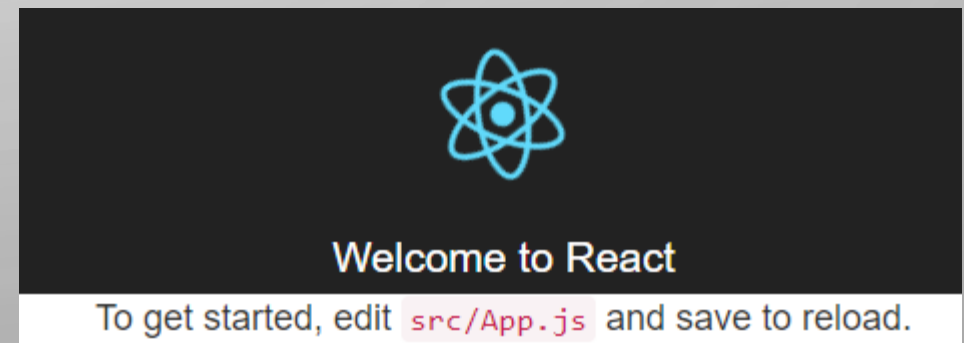 Welcome to React
To get started, edit src/App.js and save to reload.